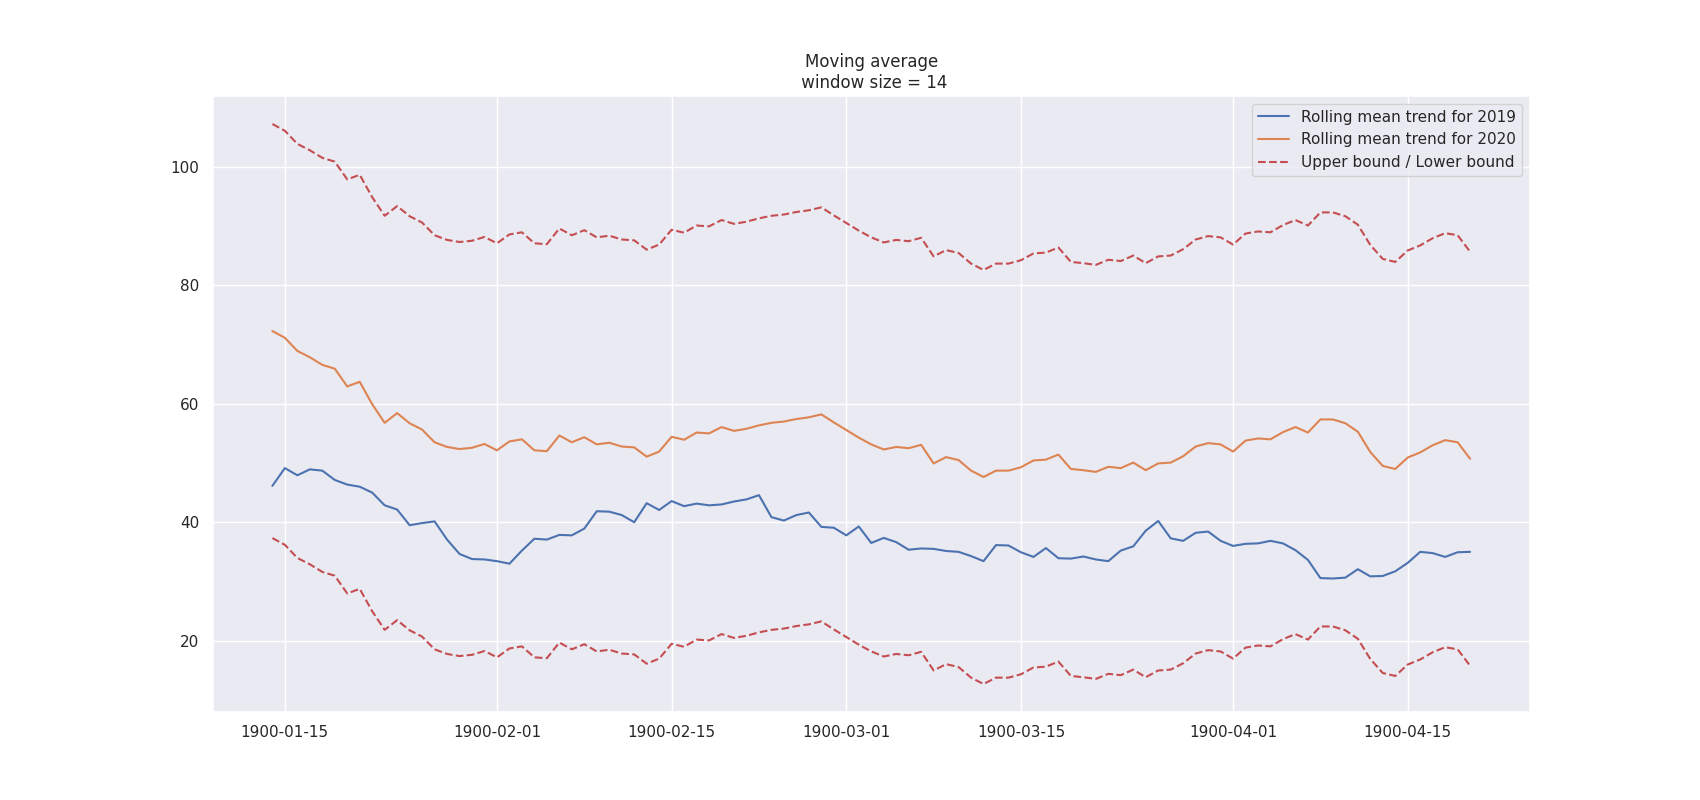 Moving average
window size = 14
Rolling mean trend for 2019
Rolling mean trend for 2020
Upper bound / Lower bound
100
80
60
40
20
1900-01-15 1900-02-01 1900-02-15 1900-03-01 1900-03-15 1900-04-01 1900-04-15